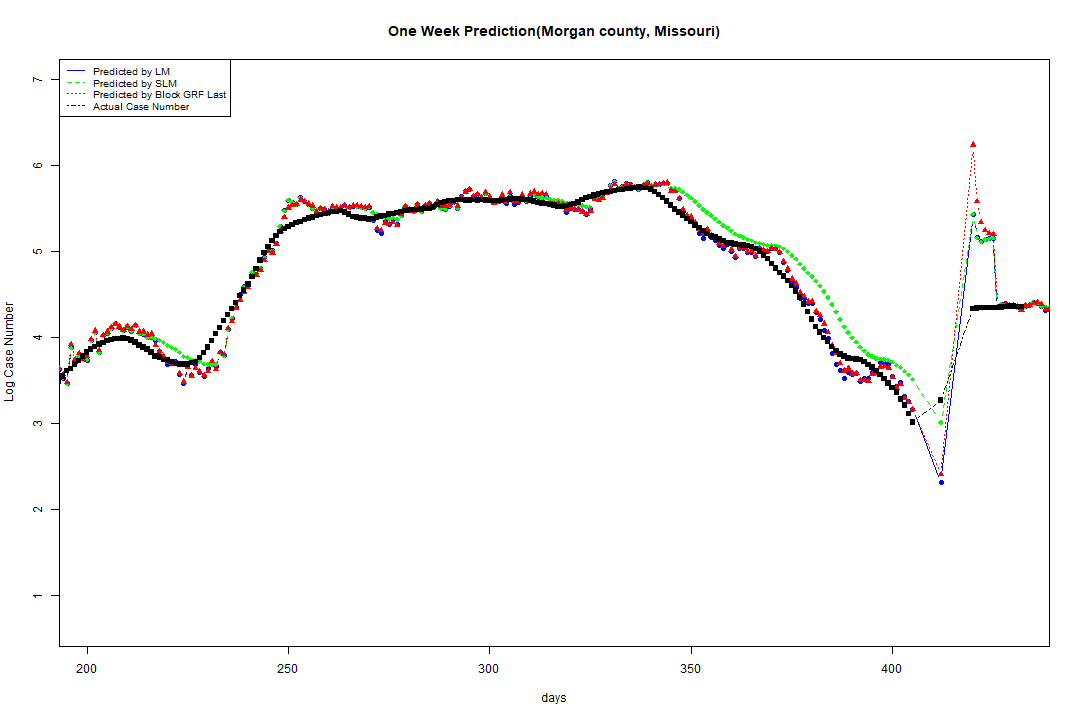 One Week Prediction(Morgan county, Missouri)
Predicted by LM
Predicted by SLM
Predicted by Block GRF Last
Actual Case Number
Log Case Number
7
6
5
4
3
2
1
200 250 300 350 400
days